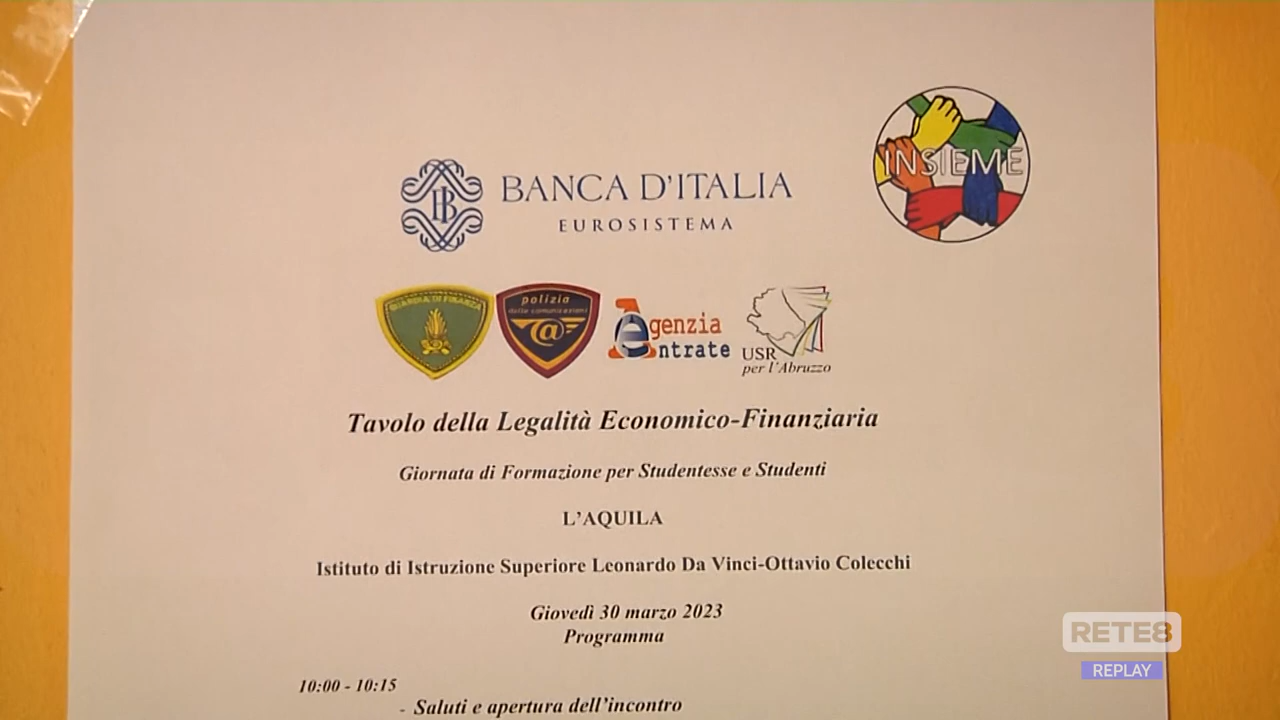 INSIEME
BANCA D'ITALIA
EUROSISTEMA
GUARDIA DI FINANZA
polizia
delle comunicazioni
@
Agenzia
entrate
USR
per l'Abruzzo
Tavolo della Legalità Economico-Finanziaria
Giornata di Formazione per Studentesse e Studenti
L'AQUILA
Istituto di Istruzione Superiore Leonardo Da Vinci-Ottavio Colecchi
Giovedì 30 marzo 2023
Programma
10:00 - 10:15
- Saluti e apertura dell'incontro
RETE8
REPLAY